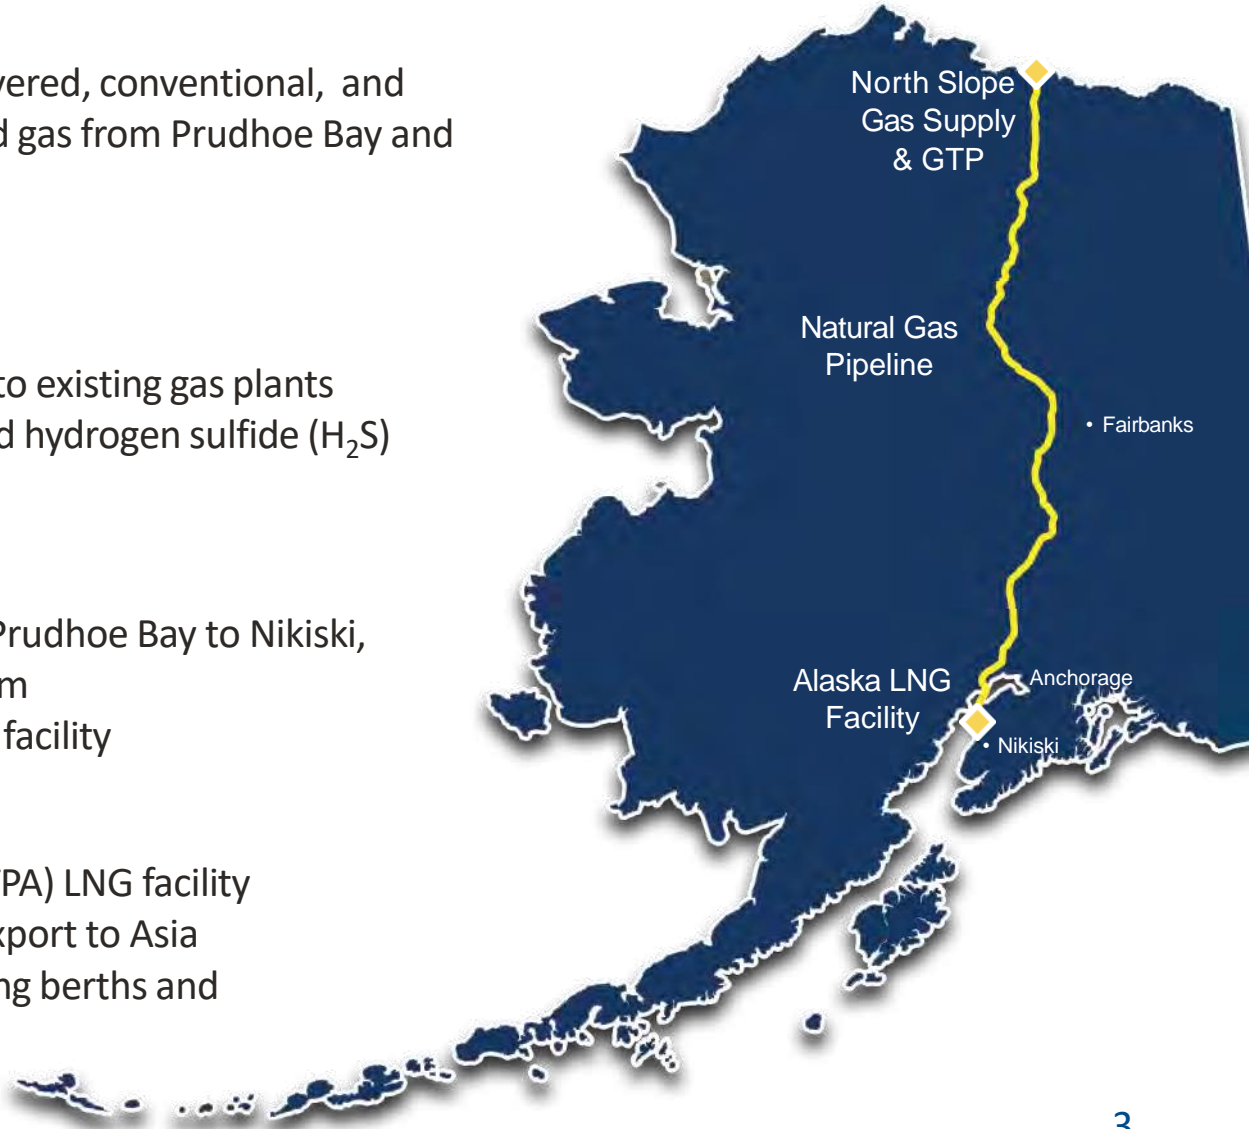 vered, conventional, and
d gas from Prudhoe Bay and
to existing gas plants
d hydrogen sulfide (H₂S)
Prudhoe Bay to Nikiski,
m
facility
PA) LNG facility
xport to Asia
ng berths and
North Slope
Gas Supply
& GTP
Natural Gas
Pipeline
• Fairbanks
Alaska LNG
Facility
Anchorage
• Nikiski
3